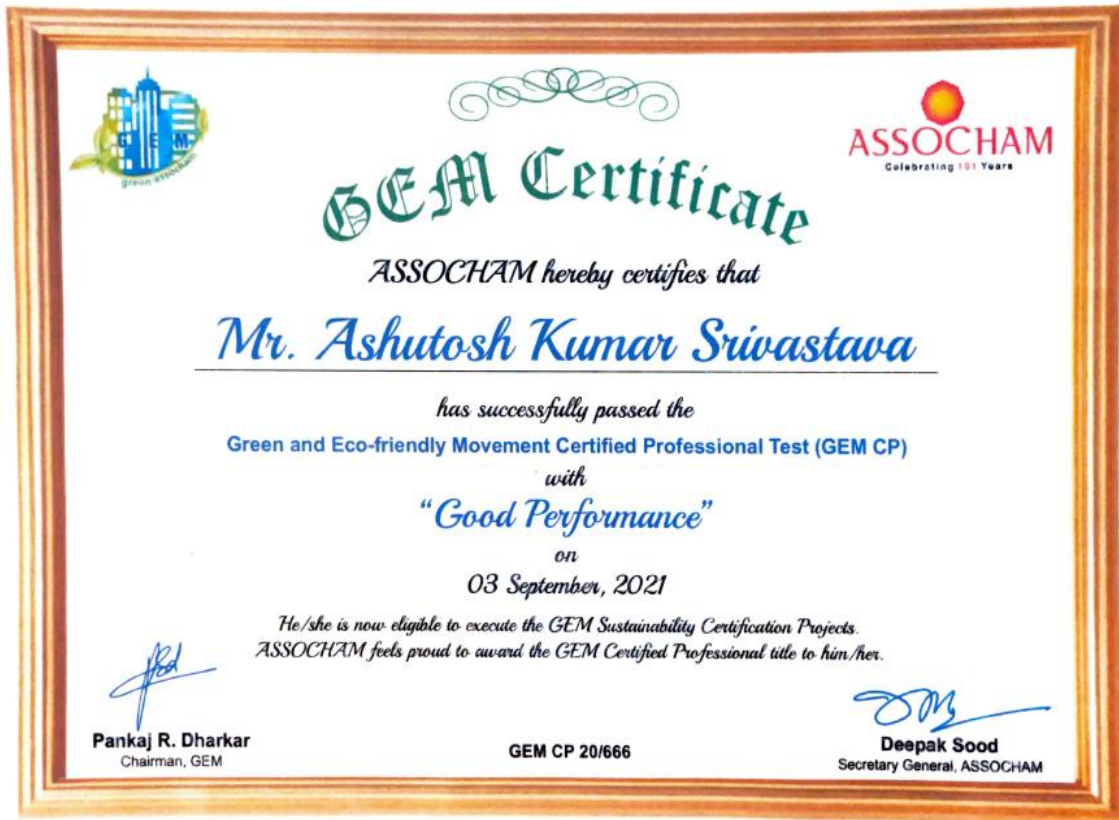 G E M
green assocham
ASSOCHAM
Celebrating 101 Years
GEM Certificate
ASSOCHAM hereby certifies that
Mr. Ashutosh Kumar Srivastava
has successfully passed the
Green and Eco-friendly Movement Certified Professional Test (GEM CP)
with
“Good Performance”
on
03 September, 2021
He/she is now eligible to execute the GEM Sustainability Certification Projects.
ASSOCHAM feels proud to award the GEM Certified Professional title to him/her.
Pankaj R. Dharkar
Chairman, GEM
GEM CP 20/666
Deepak Sood
Secretary General, ASSOCHAM